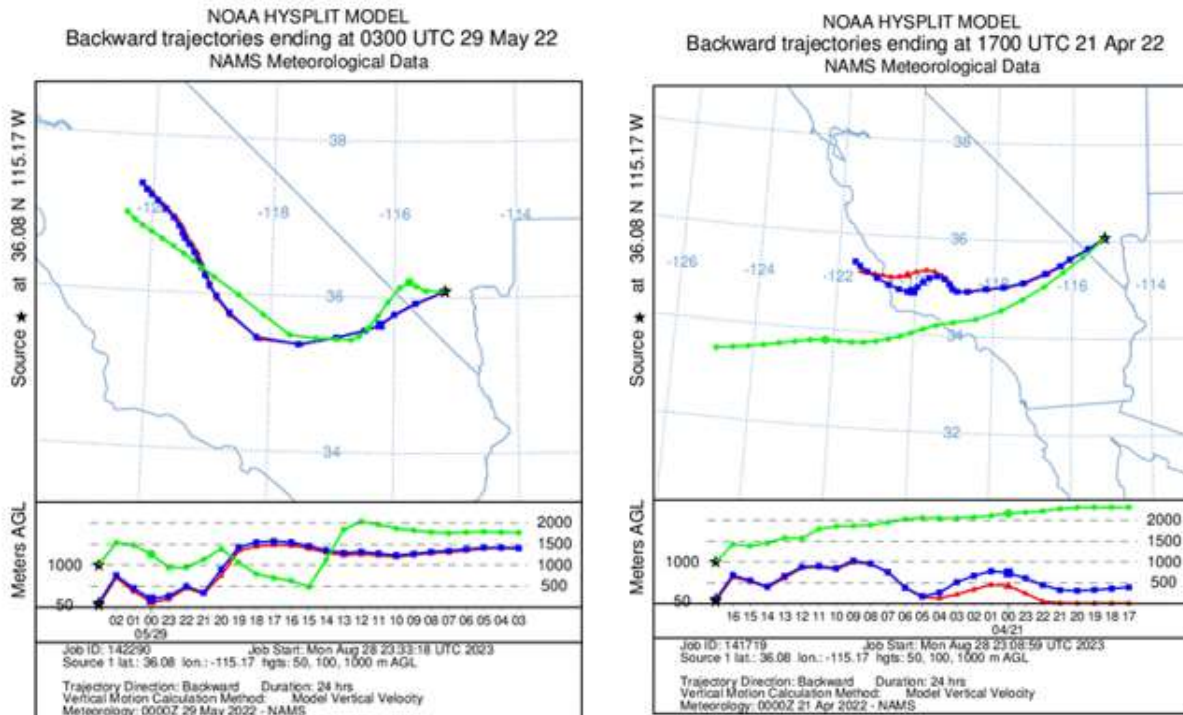 NOAA HYSPLIT MODEL
Backward trajectories ending at 0300 UTC 29 May 22
NAMS Meteorological Data
Source ★ at 36.08 N 115.17 W
38
-118
-116
-114
36
34
Meters AGL
2000
1500
1000
1000
500
50
02 01 00 23 22 21 20 19 18 17 16 15 14 13 12 11 10 09 08 07 06 05 04 03
05/29
Job ID: 142290 Job Start: Mon Aug 28 23:33:18 UTC 2023
Source 1 lat.: 36.08 lon.: -115.17 hgts: 50, 100, 1000 m AGL
Trajectory Direction: Backward Duration: 24 hrs
Vertical Motion Calculation Method: Model Vertical Velocity
Meteorology: 0000Z 29 May 2022 - NAMS
NOAA HYSPLIT MODEL
Backward trajectories ending at 1700 UTC 21 Apr 22
NAMS Meteorological Data
Source ★ at 36.08 N 115.17 W
38
36
-126
-124
-122
-118
-116
-114
34
32
Meters AGL
2000
1500
1000
1000
500
50
16 15 14 13 12 11 10 09 08 07 06 05 04 03 02 01 00 23 22 21 20 19 18 17
04/21
Job ID: 141719 Job Start: Mon Aug 28 23:08:59 UTC 2023
Source 1 lat.: 36.08 lon.: -115.17 hgts: 50, 100, 1000 m AGL
Trajectory Direction: Backward Duration: 24 hrs
Vertical Motion Calculation Method: Model Vertical Velocity
Meteorology: 0000Z 21 Apr 2022 - NAMS